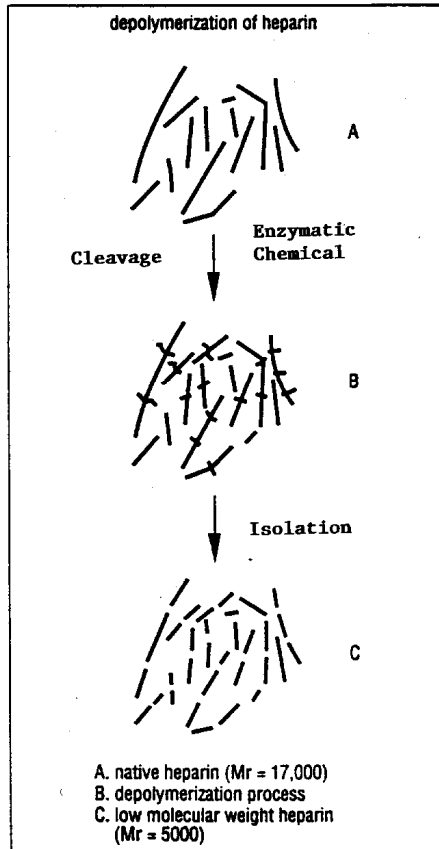 depolymerization of heparin
A
Cleavage
Enzymatic
Chemical
B
Isolation
C
A. native heparin (Mr = 17,000)
B. depolymerization process
C. low molecular weight heparin
(Mr = 5000)